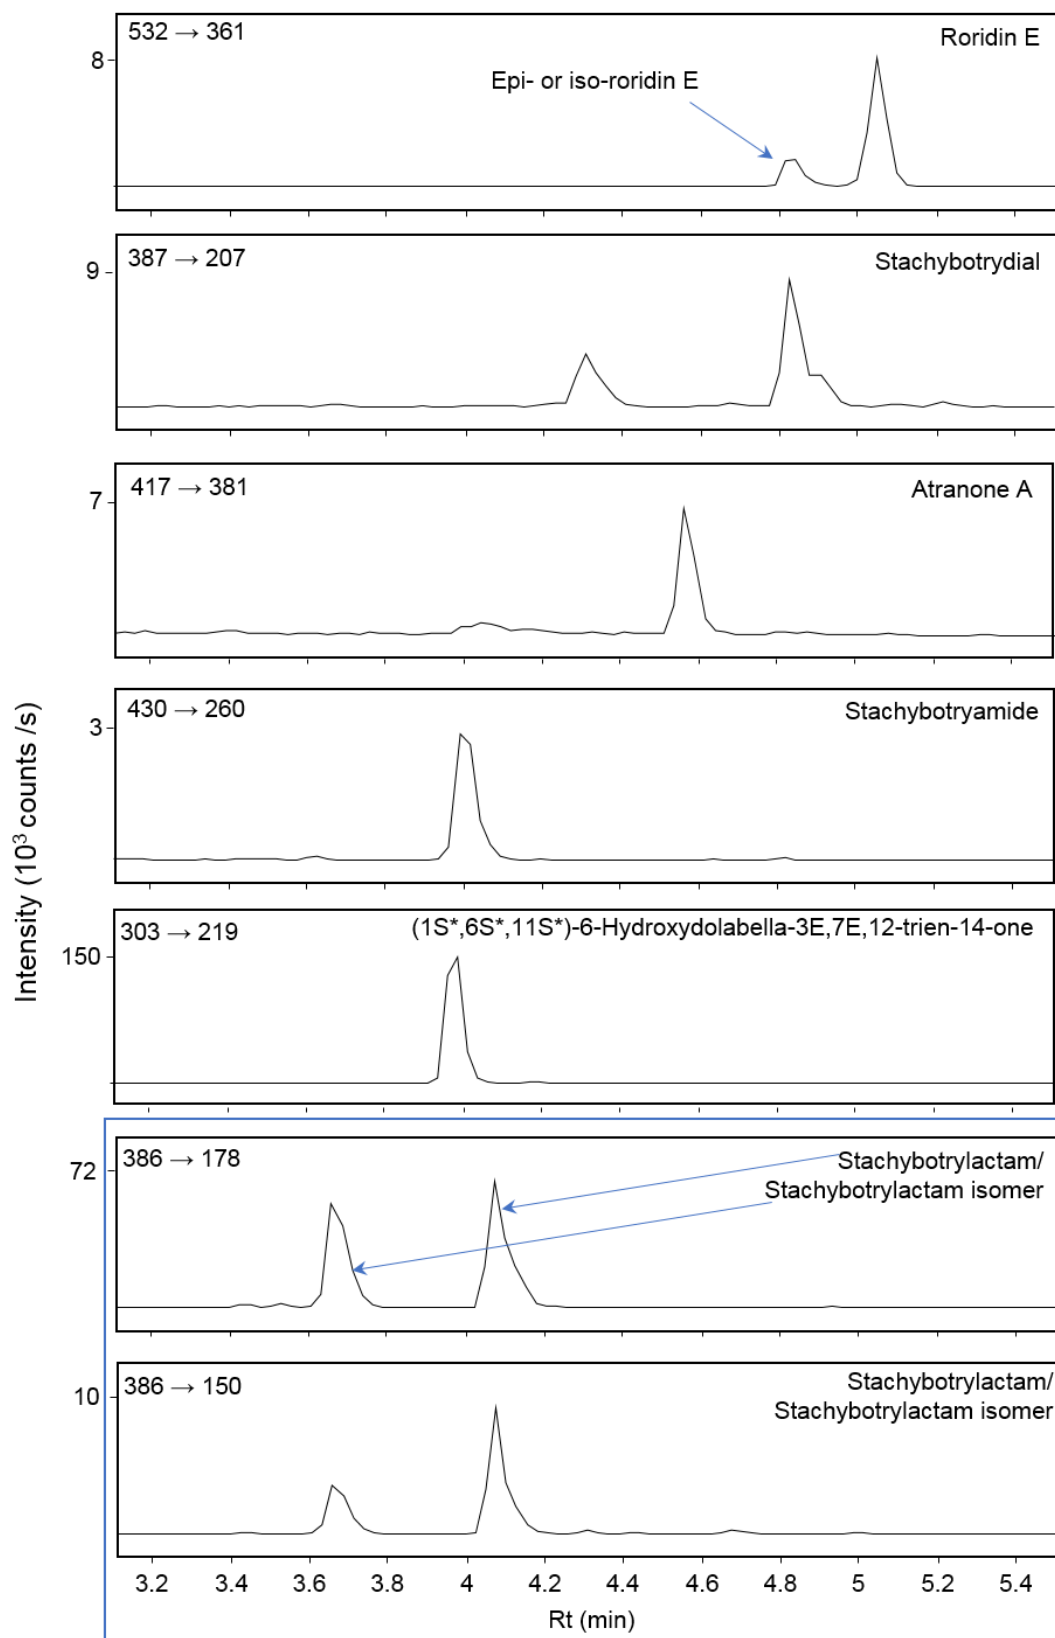 532 → 361
Roridin E
8
Epi- or iso-roridin E
387 → 207
Stachybotrydial
9
417 → 381
Atranone A
7
430 → 260
Stachybotryamide
3
Intensity (10³ counts /s)
303 → 219
(1S*,6S*,11S*)-6-Hydroxydolabella-3E,7E,12-trien-14-one
150
386 → 178
Stachybotrylactam/
Stachybotrylactam isomer
72
386 → 150
Stachybotrylactam/
Stachybotrylactam isomer
10
3.2 3.4 3.6 3.8 4 4.2 4.4 4.6 4.8 5 5.2 5.4
Rt (min)